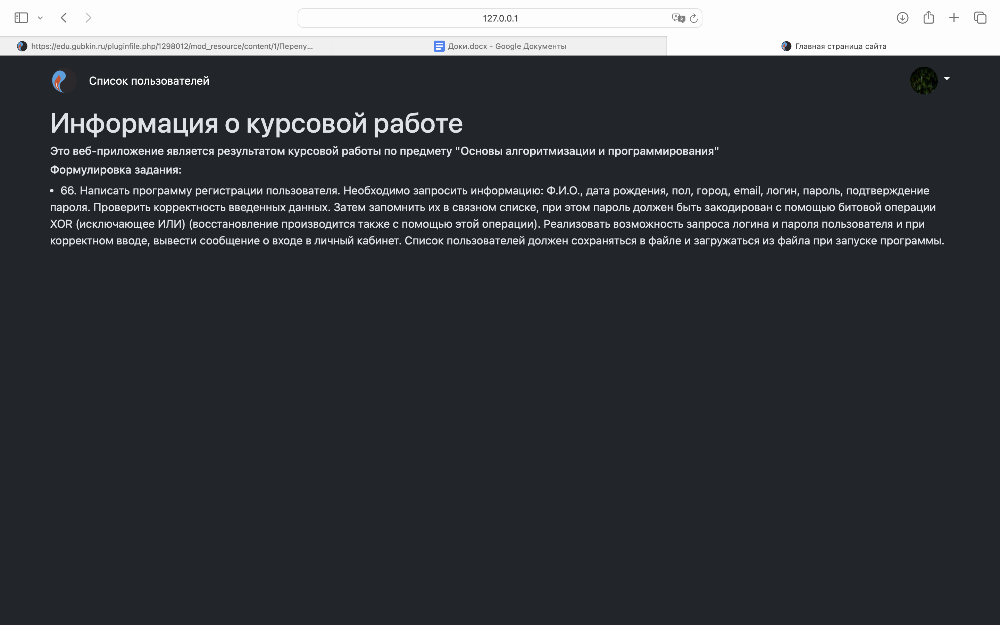 127.0.0.1
https://edu.gubkin.ru/pluginfile.php/1298012/mod_resource/content/1/Перепу...
Доки.docx - Google Документы
Главная страница сайта
Список пользователей
Информация о курсовой работе
Это веб-приложение является результатом курсовой работы по предмету "Основы алгоритмизации и программирования"
Формулировка задания:
• 66. Написать программу регистрации пользователя. Необходимо запросить информацию: Ф.И.О., дата рождения, пол, город, email, логин, пароль, подтверждение
пароля. Проверить корректность введенных данных. Затем запомнить их в связном списке, при этом пароль должен быть закодирован с помощью битовой операции
XOR (исключающее ИЛИ) (восстановление производится также с помощью этой операции). Реализовать возможность запроса логина и пароля пользователя и при
корректном вводе, вывести сообщение о входе в личный кабинет. Список пользователей должен сохраняться в файле и загружаться из файла при запуске программы.